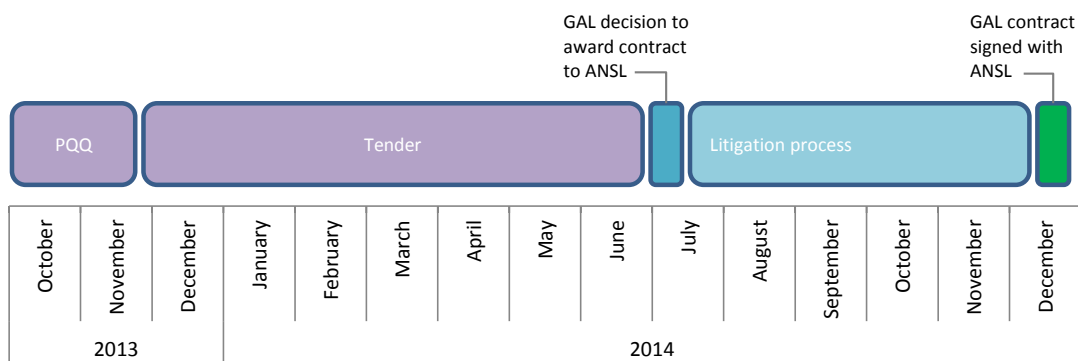 GAL decision to
award contract
to ANSL
GAL contract
signed with
ANSL
PQQ
Tender
Litigation process
October
November
December
January
February
March
April
May
June
July
August
September
October
November
December
2013
2014